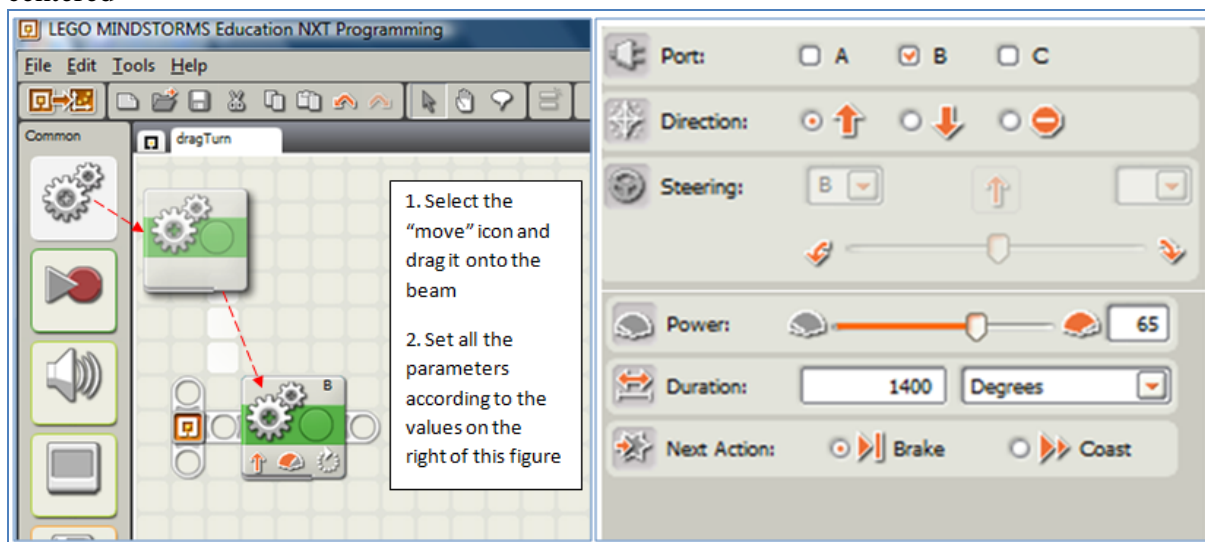 centered
LEGO MINDSTORMS Education NXT Programming
File Edit Tools Help
Common
dragTurn
B
1. Select the
“move” icon and
drag it onto the
beam
2. Set all the
parameters
according to the
values on the
right of this figure
Port: A B C
Direction:
Steering: B
Power: 65
Duration: 1400 Degrees
Next Action: Brake Coast